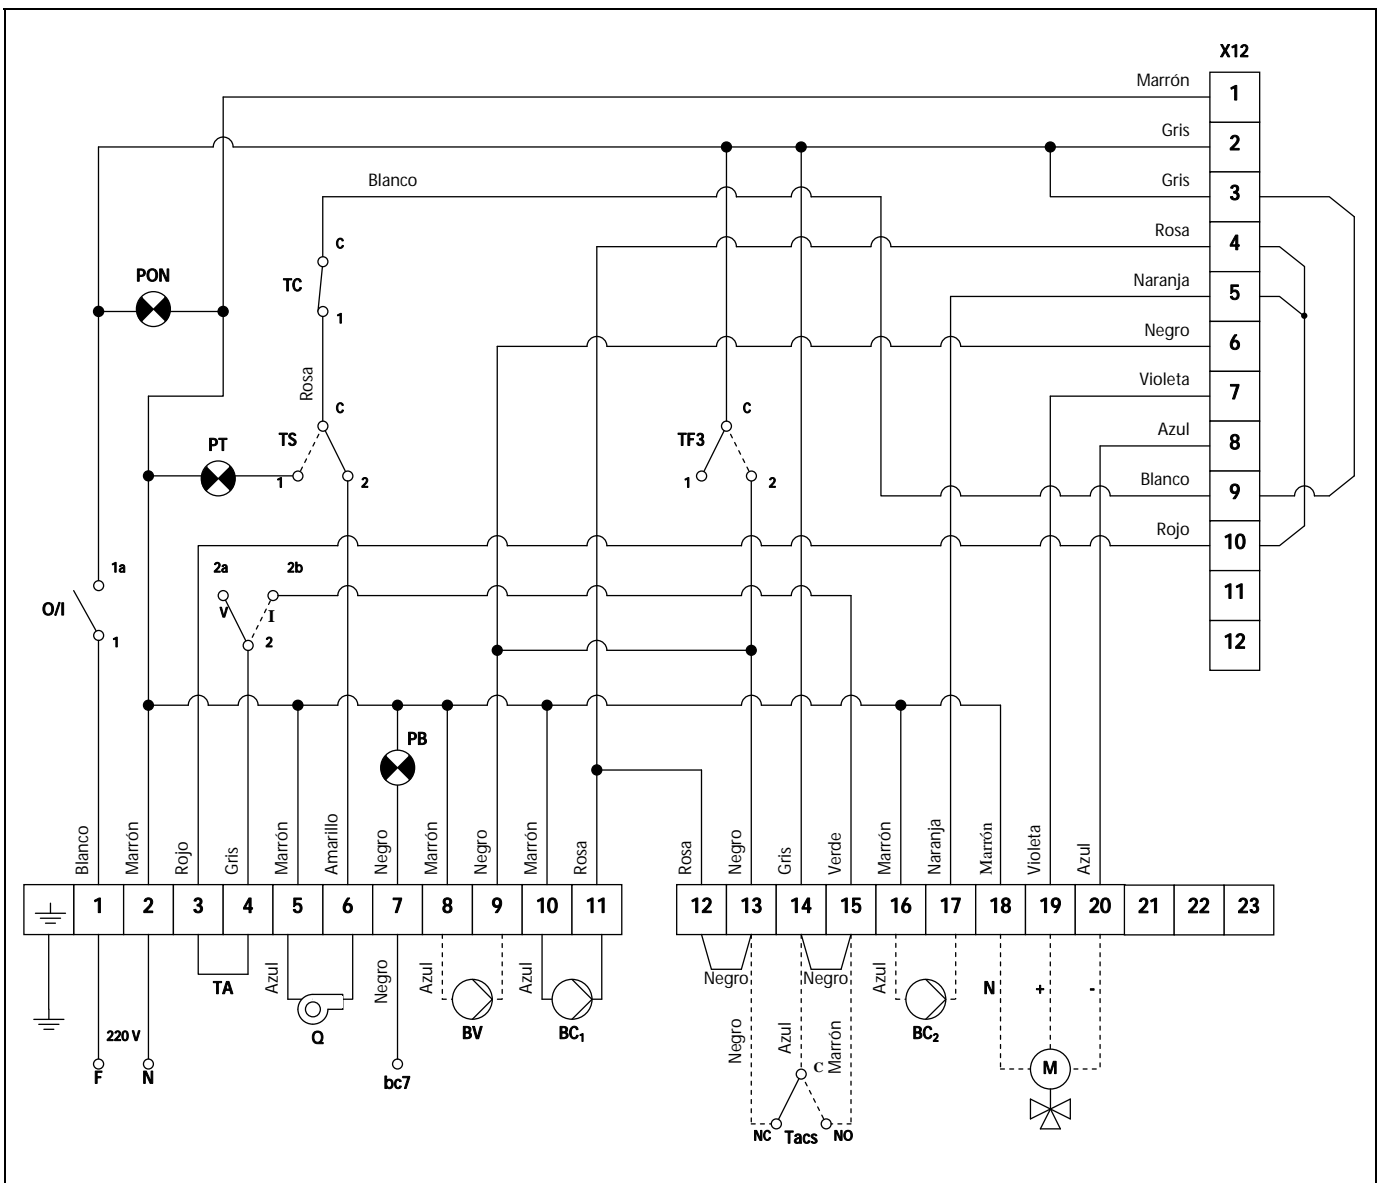 X12
Marrón
1
Gris
2
Blanco
Gris
3
C
Rosa
4
PON
TC
Naranja
5
1
Negro
6
Rosa
Violeta
7
C
C
Azul
8
PT
TS
TF3
1
2
1
2
Blanco
9
Rojo
10
1a
2a
2b
11
O/I
V
I
1
2
12
PB
Blanco
Marrón
Rojo
Gris
Marrón
Amarillo
Negro
Marrón
Negro
Marrón
Rosa
Rosa
Negro
Gris
Verde
Marrón
Naranja
Marrón
Violeta
Azul
1 2 3 4 5 6 7 8 9 10 11
12 13 14 15 16 17 18 19 20 21 22 23
TA
Azul
Negro
Azul
Azul
Negro
Negro
Azul
N
+
-
220 V
Q
BV
BC1
BC2
Negro
Azul
Marrón
F
N
bc7
C
M
NC
Tacs
NO